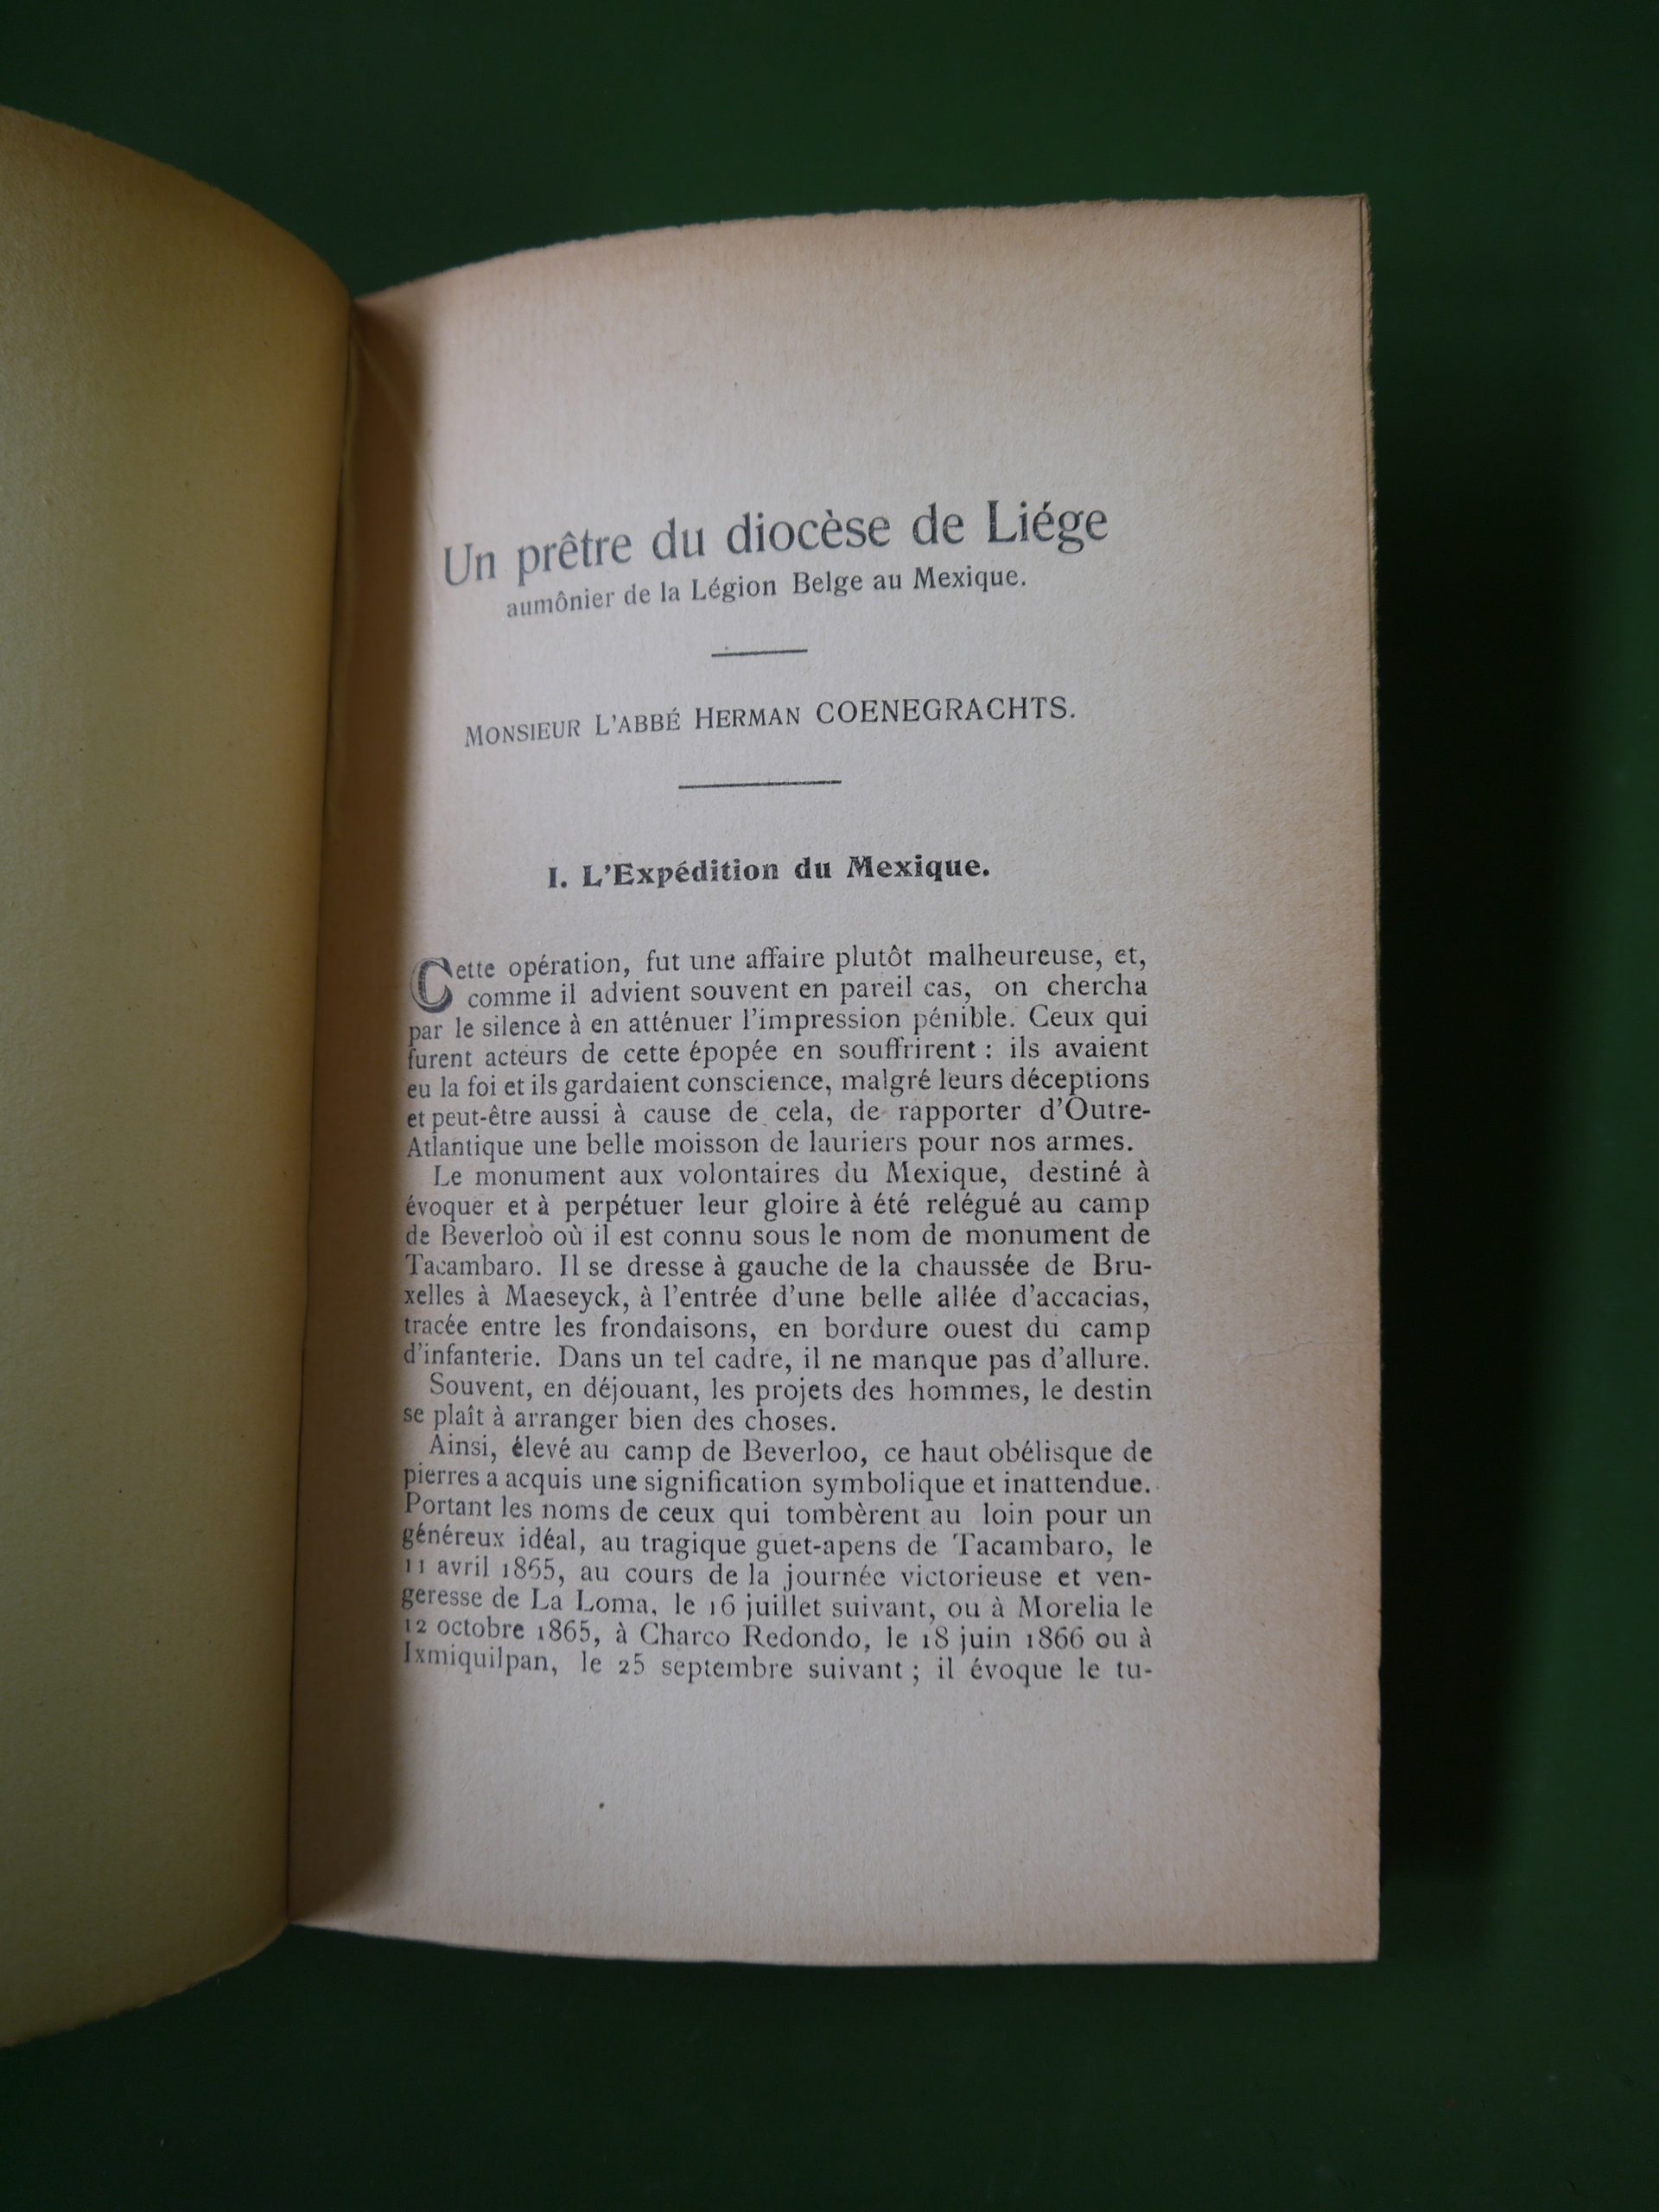 Un prêtre du diocèse de Liége
aumônier de la Légion Belge au Mexique.
MONSIEUR L'ABBÉ HERMAN COENEGRACHTS.
I. L'Expédition du Mexique.
Cette opération, fut une affaire plutôt malheureuse, et,
comme il advient souvent en pareil cas, on chercha
par le silence à en atténuer l'impression pénible. Ceux qui
furent acteurs de cette épopée en souffrirent : ils avaient
eu la foi et ils gardaient conscience, malgré leurs déceptions
et peut-être aussi à cause de cela, de rapporter d'Outre-
Atlantique une belle moisson de lauriers pour nos armes.
Le monument aux volontaires du Mexique, destiné à
évoquer et à perpétuer leur gloire à été relégué au camp
de Beverloo où il est connu sous le nom de monument de
Tacambaro. Il se dresse à gauche de la chaussée de Bru-
xelles à Maeseyck, à l'entrée d'une belle allée d'accacias,
tracée entre les frondaisons, en bordure ouest du camp
d'infanterie. Dans un tel cadre, il ne manque pas d'allure.
Souvent, en déjouant, les projets des hommes, le destin
se plaît à arranger bien des choses.
Ainsi, élevé au camp de Beverloo, ce haut obélisque de
pierres a acquis une signification symbolique et inattendue.
Portant les noms de ceux qui tombèrent au loin pour un
généreux idéal, au tragique guet-apens de Tacambaro, le
11 avril 1865, au cours de la journée victorieuse et ven-
geresse de La Loma, le 16 juillet suivant, ou à Morelia le
12 octobre 1865, à Charco Redondo, le 18 juin 1866 ou à
Ixmiquilpan, le 25 septembre suivant ; il évoque le tu-